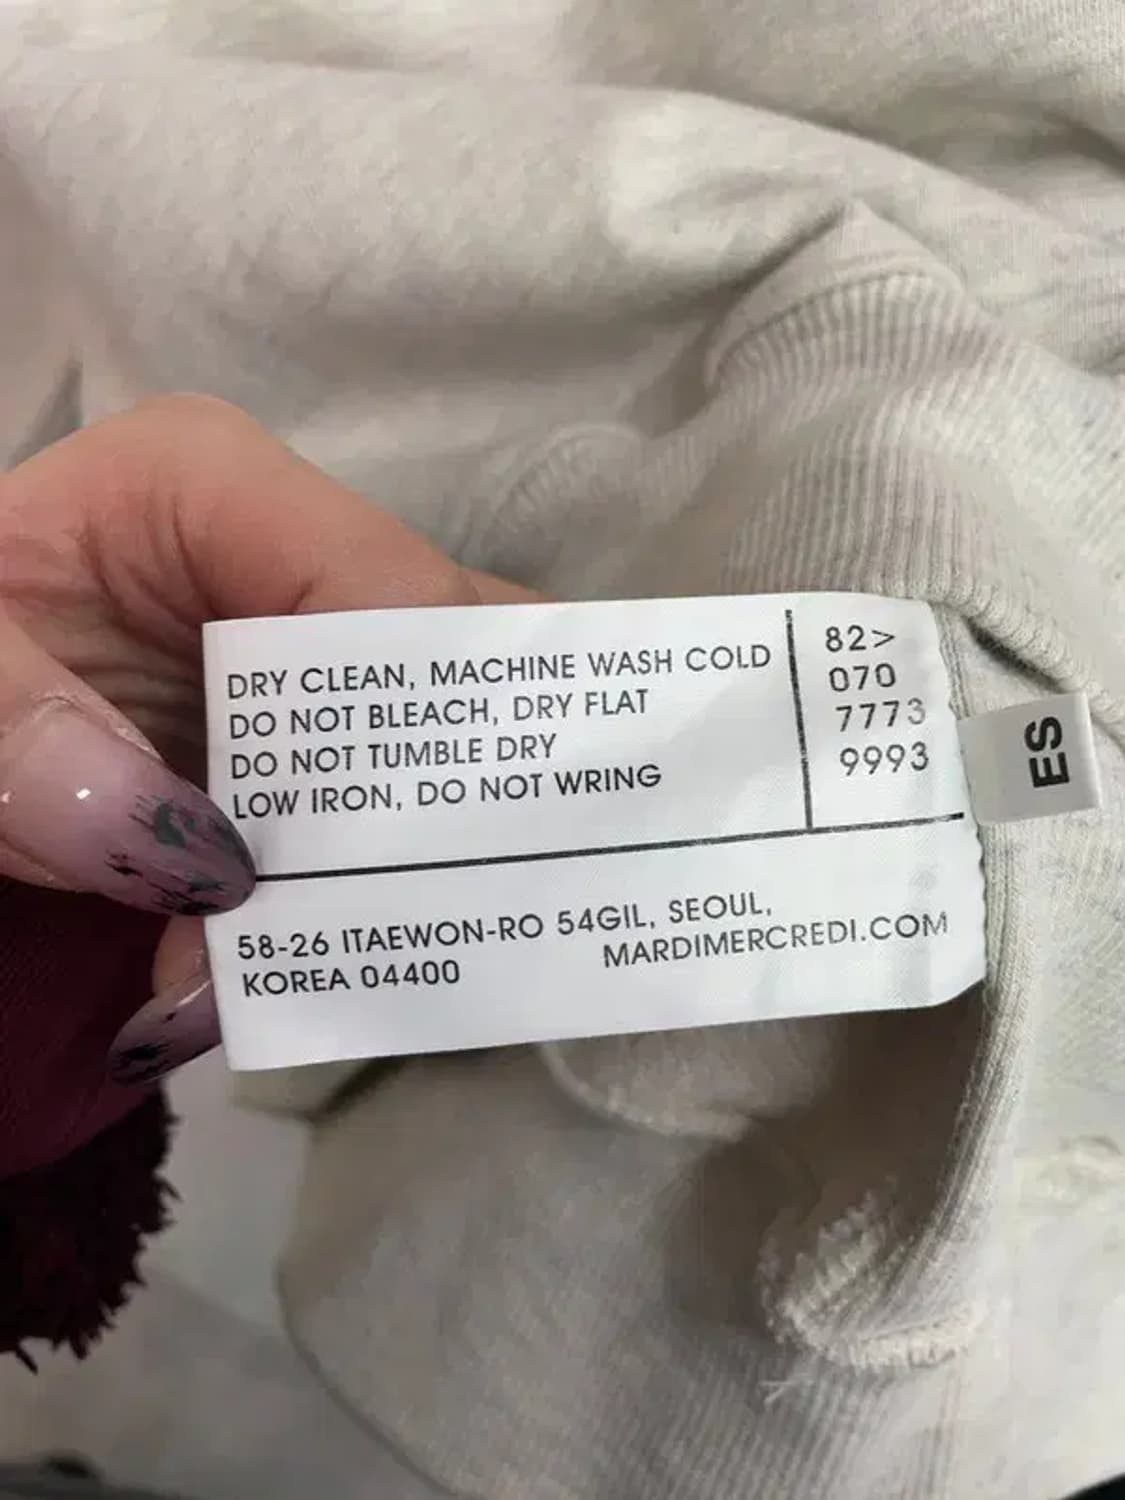 DRY CLEAN, MACHINE WASH COLD
DO NOT BLEACH, DRY FLAT
DO NOT TUMBLE DRY
LOW IRON, DO NOT WRING
82>
070
7773
9993
58-26 ITAEWON-RO 54GIL, SEOUL,
KOREA 04400
MARDIMERCREDI.COM
ES